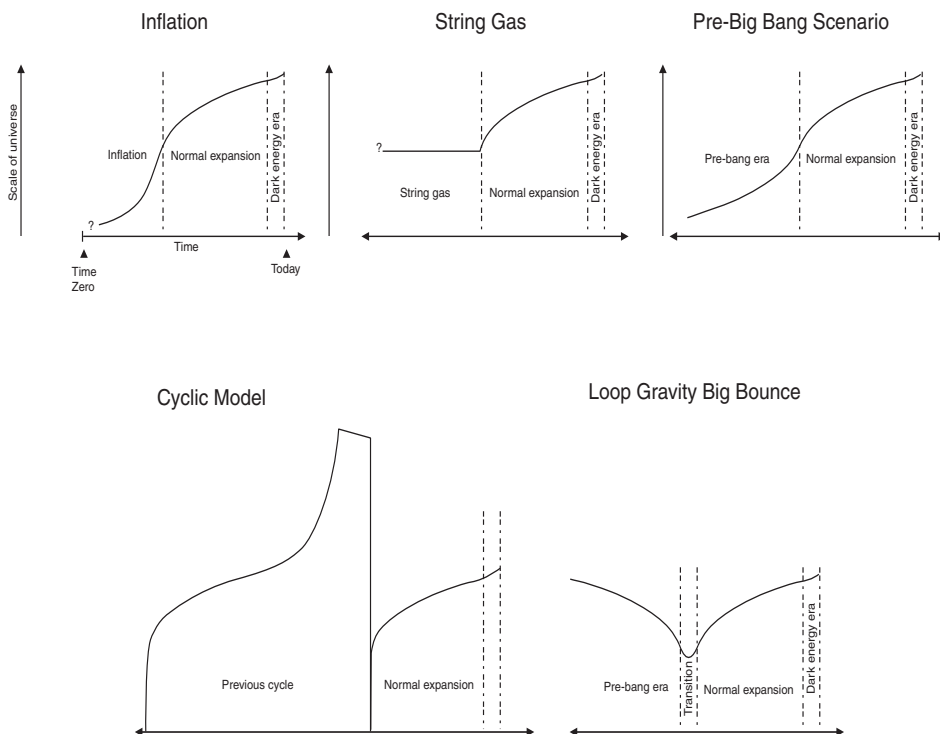 Inflation
String Gas
Pre-Big Bang Scenario
Scale of universe
Inflation
Normal expansion
Dark energy era
?
Time
Time
Zero
Today
?
String gas
Normal expansion
Dark energy era
Pre-bang era
Normal expansion
Dark energy era
Cyclic Model
Loop Gravity Big Bounce
Previous cycle
Normal expansion
Pre-bang era
Transition
Normal expansion
Dark energy era